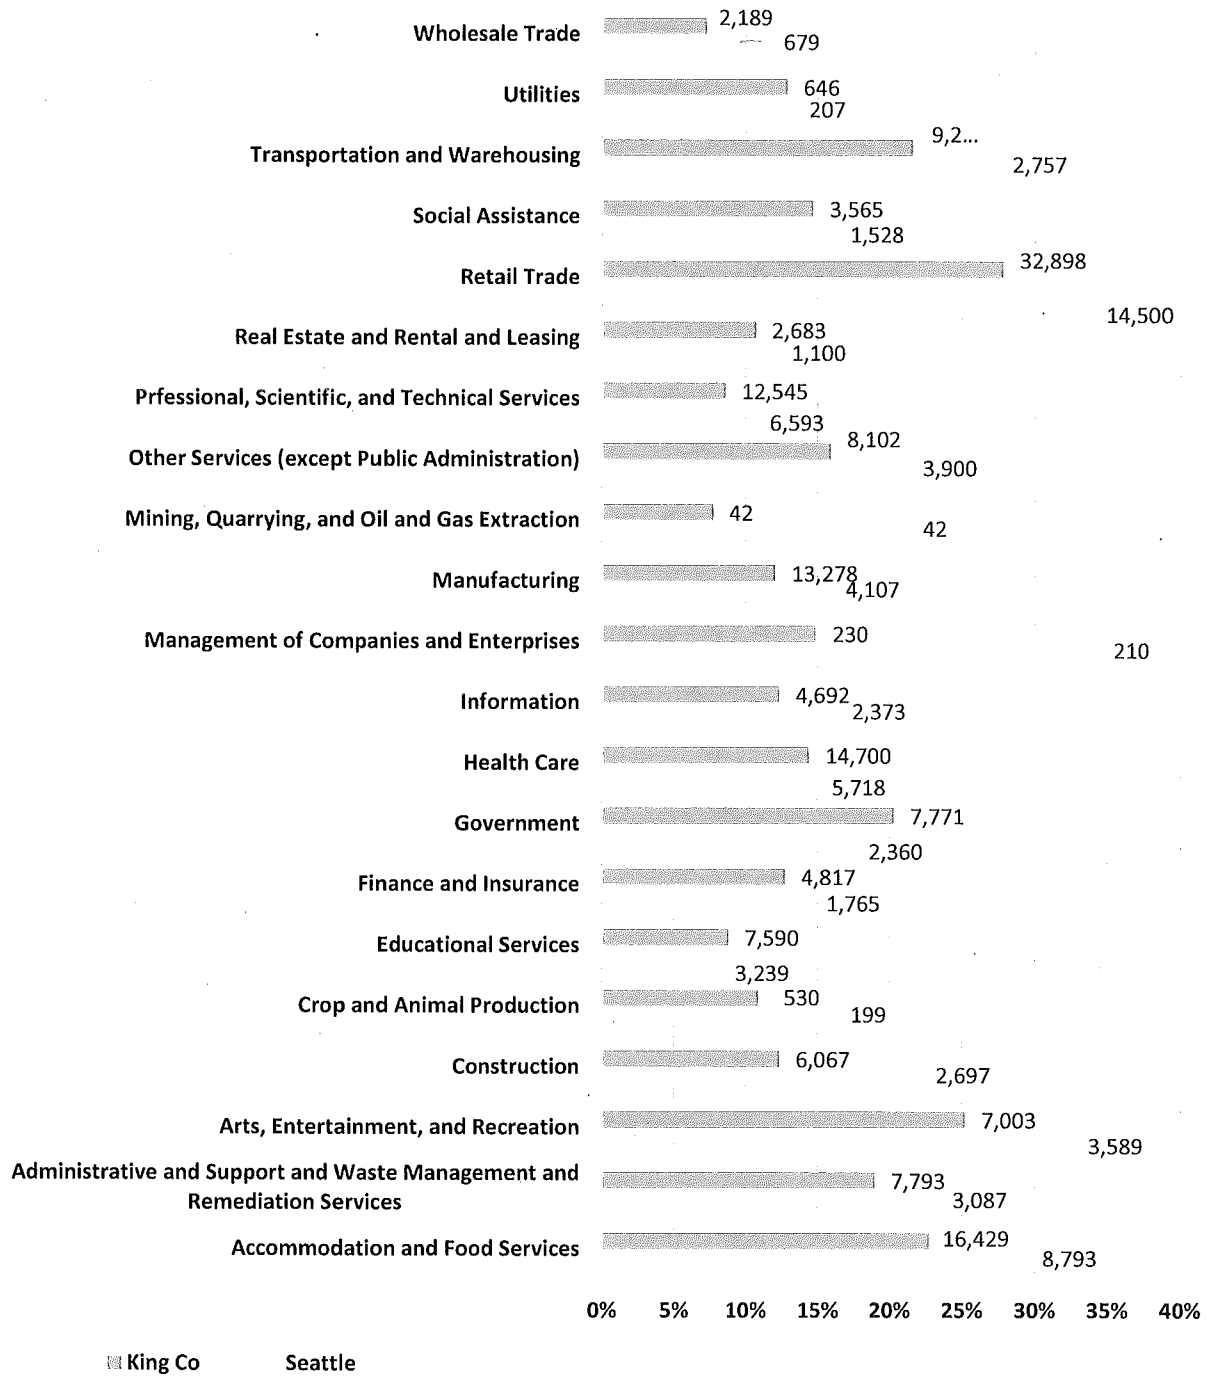 Wholesale Trade 2,189
679
Utilities 646
207
Transportation and Warehousing 9,2...
2,757
Social Assistance 3,565
1,528
Retail Trade 32,898
14,500
Real Estate and Rental and Leasing 2,683
1,100
Prfessional, Scientific, and Technical Services 12,545
6,593
Other Services (except Public Administration) 8,102
3,900
Mining, Quarrying, and Oil and Gas Extraction 42
42
Manufacturing 13,278
4,107
Management of Companies and Enterprises 230
210
Information 4,692
2,373
Health Care 14,700
5,718
Government 7,771
2,360
Finance and Insurance 4,817
1,765
Educational Services 7,590
3,239
Crop and Animal Production 530
199
Construction 6,067
2,697
Arts, Entertainment, and Recreation 7,003
3,589
Administrative and Support and Waste Management and
Remediation Services 7,793
3,087
Accommodation and Food Services 16,429
8,793
0% 5% 10% 15% 20% 25% 30% 35% 40%
King Co Seattle